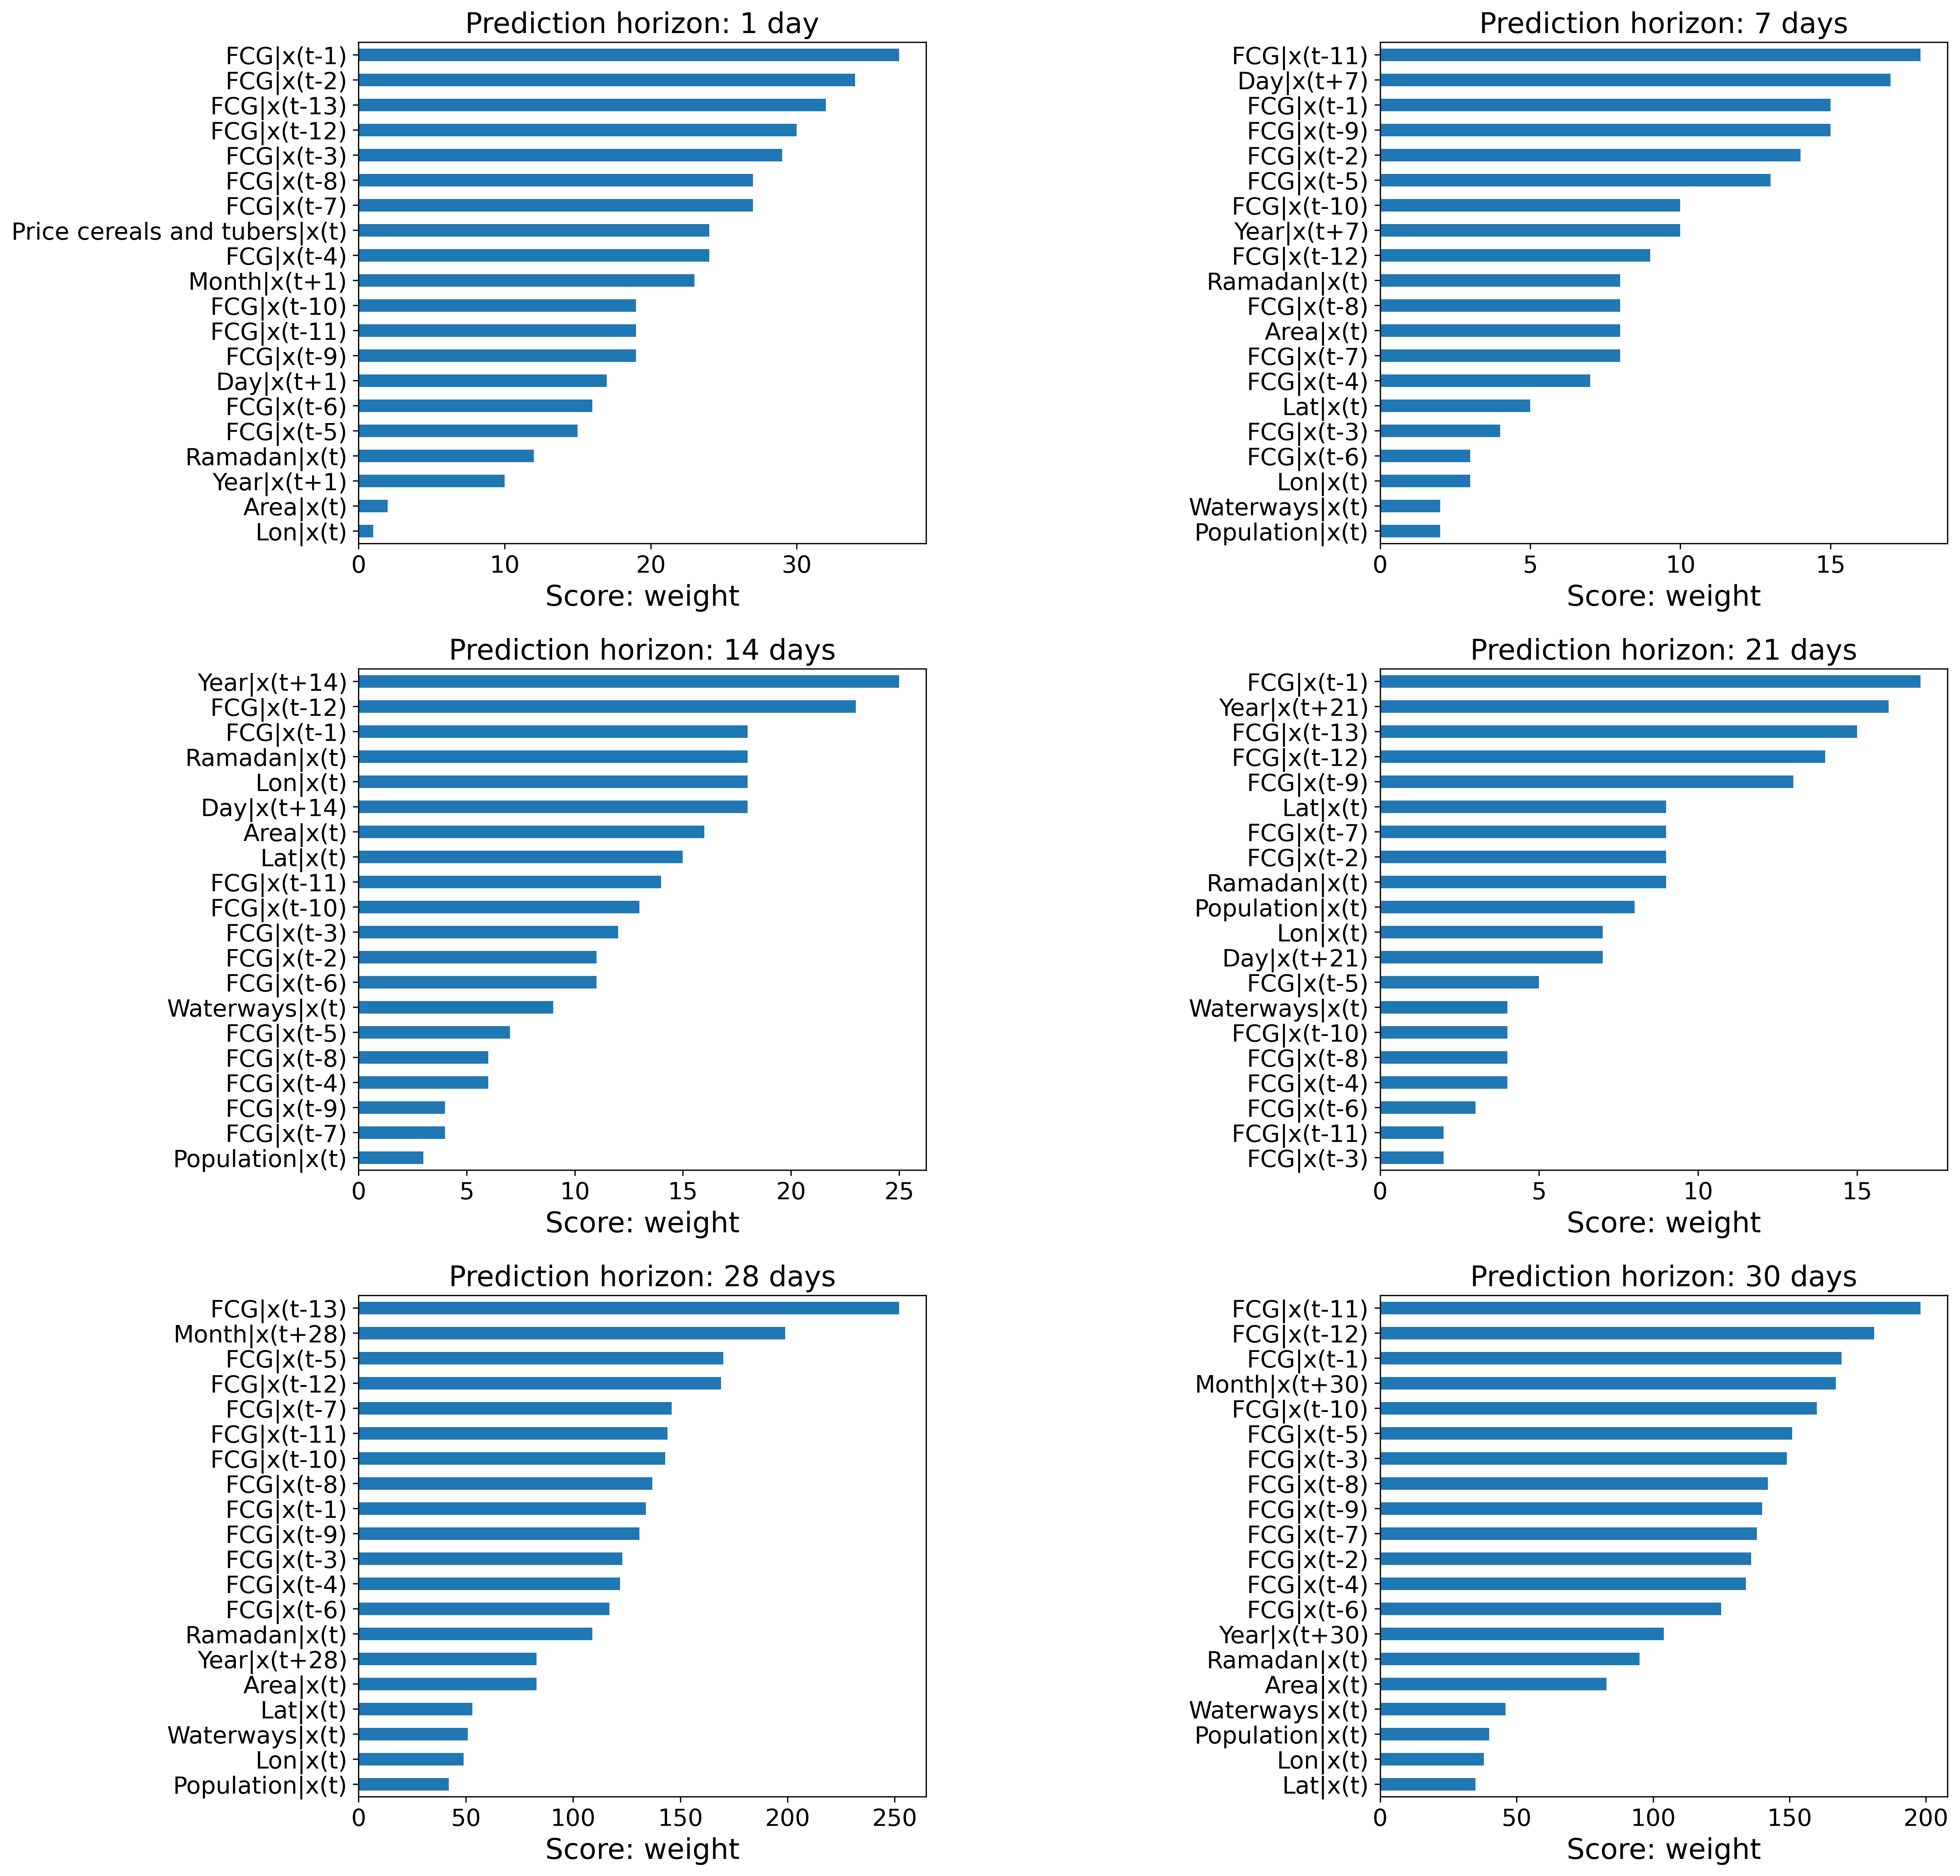 Prediction horizon: 1 day
FCG|x(t-1)
FCG|x(t-2)
FCG|x(t-13)
FCG|x(t-12)
FCG|x(t-3)
FCG|x(t-8)
FCG|x(t-7)
Price cereals and tubers|x(t)
FCG|x(t-4)
Month|x(t+1)
FCG|x(t-10)
FCG|x(t-11)
FCG|x(t-9)
Day|x(t+1)
FCG|x(t-6)
FCG|x(t-5)
Ramadan|x(t)
Year|x(t+1)
Area|x(t)
Lon|x(t)
0 10 20 30
Score: weight
Prediction horizon: 7 days
FCG|x(t-11)
Day|x(t+7)
FCG|x(t-1)
FCG|x(t-9)
FCG|x(t-2)
FCG|x(t-5)
FCG|x(t-10)
Year|x(t+7)
FCG|x(t-12)
Ramadan|x(t)
FCG|x(t-8)
Area|x(t)
FCG|x(t-7)
FCG|x(t-4)
Lat|x(t)
FCG|x(t-3)
FCG|x(t-6)
Lon|x(t)
Waterways|x(t)
Population|x(t)
0 5 10 15
Score: weight
Prediction horizon: 14 days
Year|x(t+14)
FCG|x(t-12)
FCG|x(t-1)
Ramadan|x(t)
Lon|x(t)
Day|x(t+14)
Area|x(t)
Lat|x(t)
FCG|x(t-11)
FCG|x(t-10)
FCG|x(t-3)
FCG|x(t-2)
FCG|x(t-6)
Waterways|x(t)
FCG|x(t-5)
FCG|x(t-8)
FCG|x(t-4)
FCG|x(t-9)
FCG|x(t-7)
Population|x(t)
0 5 10 15 20 25
Score: weight
Prediction horizon: 21 days
FCG|x(t-1)
Year|x(t+21)
FCG|x(t-13)
FCG|x(t-12)
FCG|x(t-9)
Lat|x(t)
FCG|x(t-7)
FCG|x(t-2)
Ramadan|x(t)
Population|x(t)
Lon|x(t)
Day|x(t+21)
FCG|x(t-5)
Waterways|x(t)
FCG|x(t-10)
FCG|x(t-8)
FCG|x(t-4)
FCG|x(t-6)
FCG|x(t-11)
FCG|x(t-3)
0 5 10 15
Score: weight
Prediction horizon: 28 days
FCG|x(t-13)
Month|x(t+28)
FCG|x(t-5)
FCG|x(t-12)
FCG|x(t-7)
FCG|x(t-11)
FCG|x(t-10)
FCG|x(t-8)
FCG|x(t-1)
FCG|x(t-9)
FCG|x(t-3)
FCG|x(t-4)
FCG|x(t-6)
Ramadan|x(t)
Year|x(t+28)
Area|x(t)
Lat|x(t)
Waterways|x(t)
Lon|x(t)
Population|x(t)
0 50 100 150 200 250
Score: weight
Prediction horizon: 30 days
FCG|x(t-11)
FCG|x(t-12)
FCG|x(t-1)
Month|x(t+30)
FCG|x(t-10)
FCG|x(t-5)
FCG|x(t-3)
FCG|x(t-8)
FCG|x(t-9)
FCG|x(t-7)
FCG|x(t-2)
FCG|x(t-4)
FCG|x(t-6)
Year|x(t+30)
Ramadan|x(t)
Area|x(t)
Waterways|x(t)
Population|x(t)
Lon|x(t)
Lat|x(t)
0 50 100 150 200
Score: weight